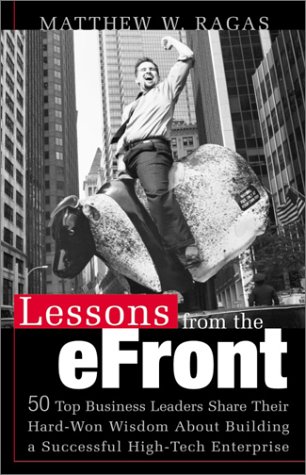 MATTHEW W. RAGAS
Lessons from the
eFront
50 Top Business Leaders Share Their
Hard-Won Wisdom About Building
a Successful High-Tech Enterprise